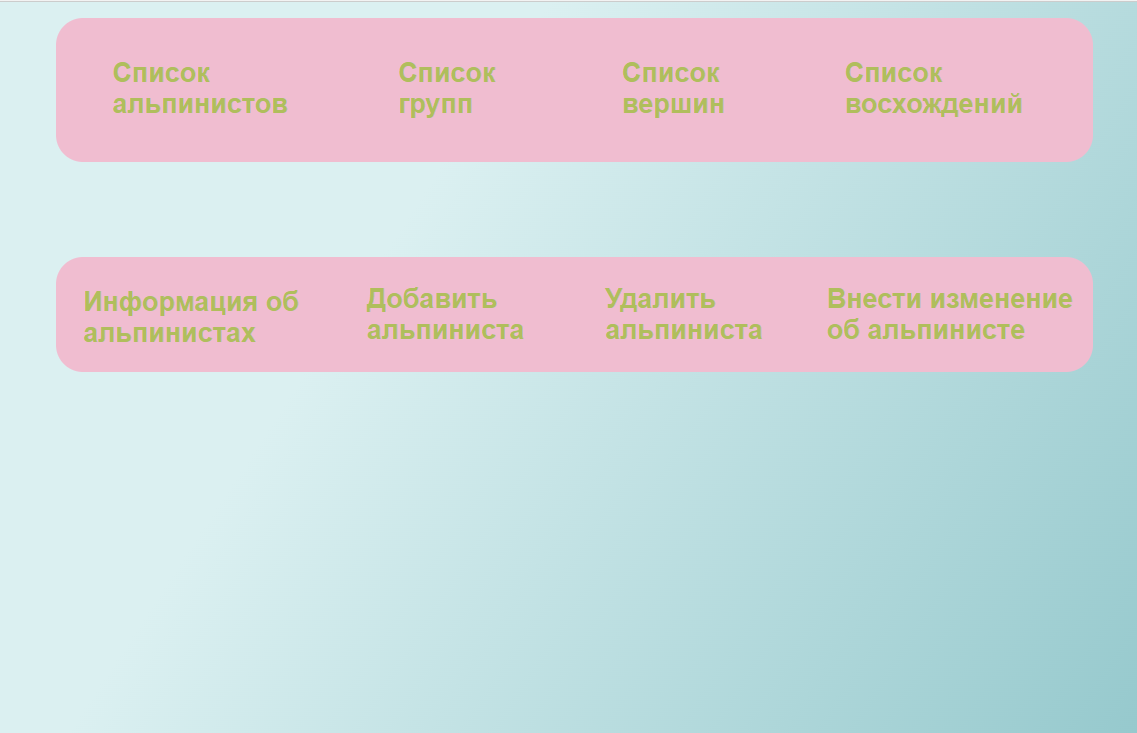 Список
альпинистов
Список
групп
Список
вершин
Список
восхождений
Информация об
альпинистах
Добавить
альпиниста
Удалить
альпиниста
Внести изменение
об альпинисте